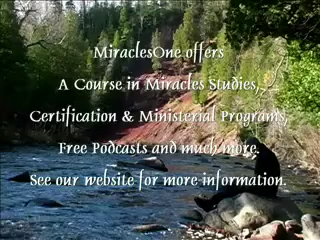 MiraclesOne offers
A Course in Miracles Studies,
Certification & Ministerial Programs,
Free Podcasts and much more.
See our website for more information.